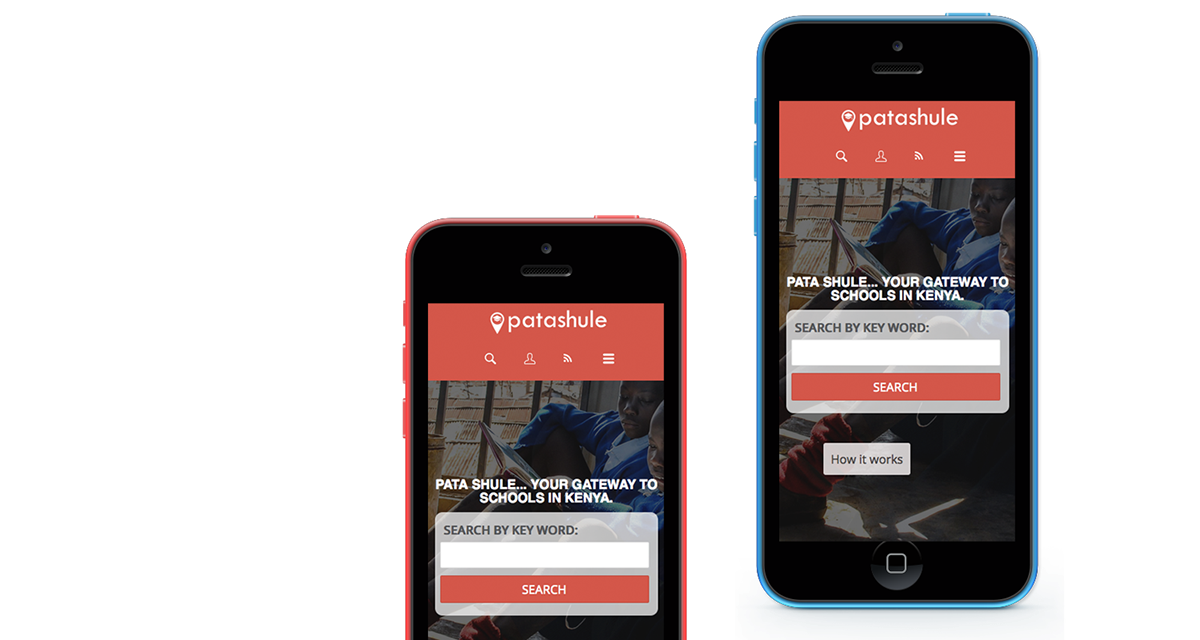 patashule
PATA SHULE... YOUR GATEWAY TO
SCHOOLS IN KENYA.
SEARCH BY KEY WORD:
SEARCH
patashule
PATA SHULE... YOUR GATEWAY TO
SCHOOLS IN KENYA.
SEARCH BY KEY WORD:
SEARCH
How it works